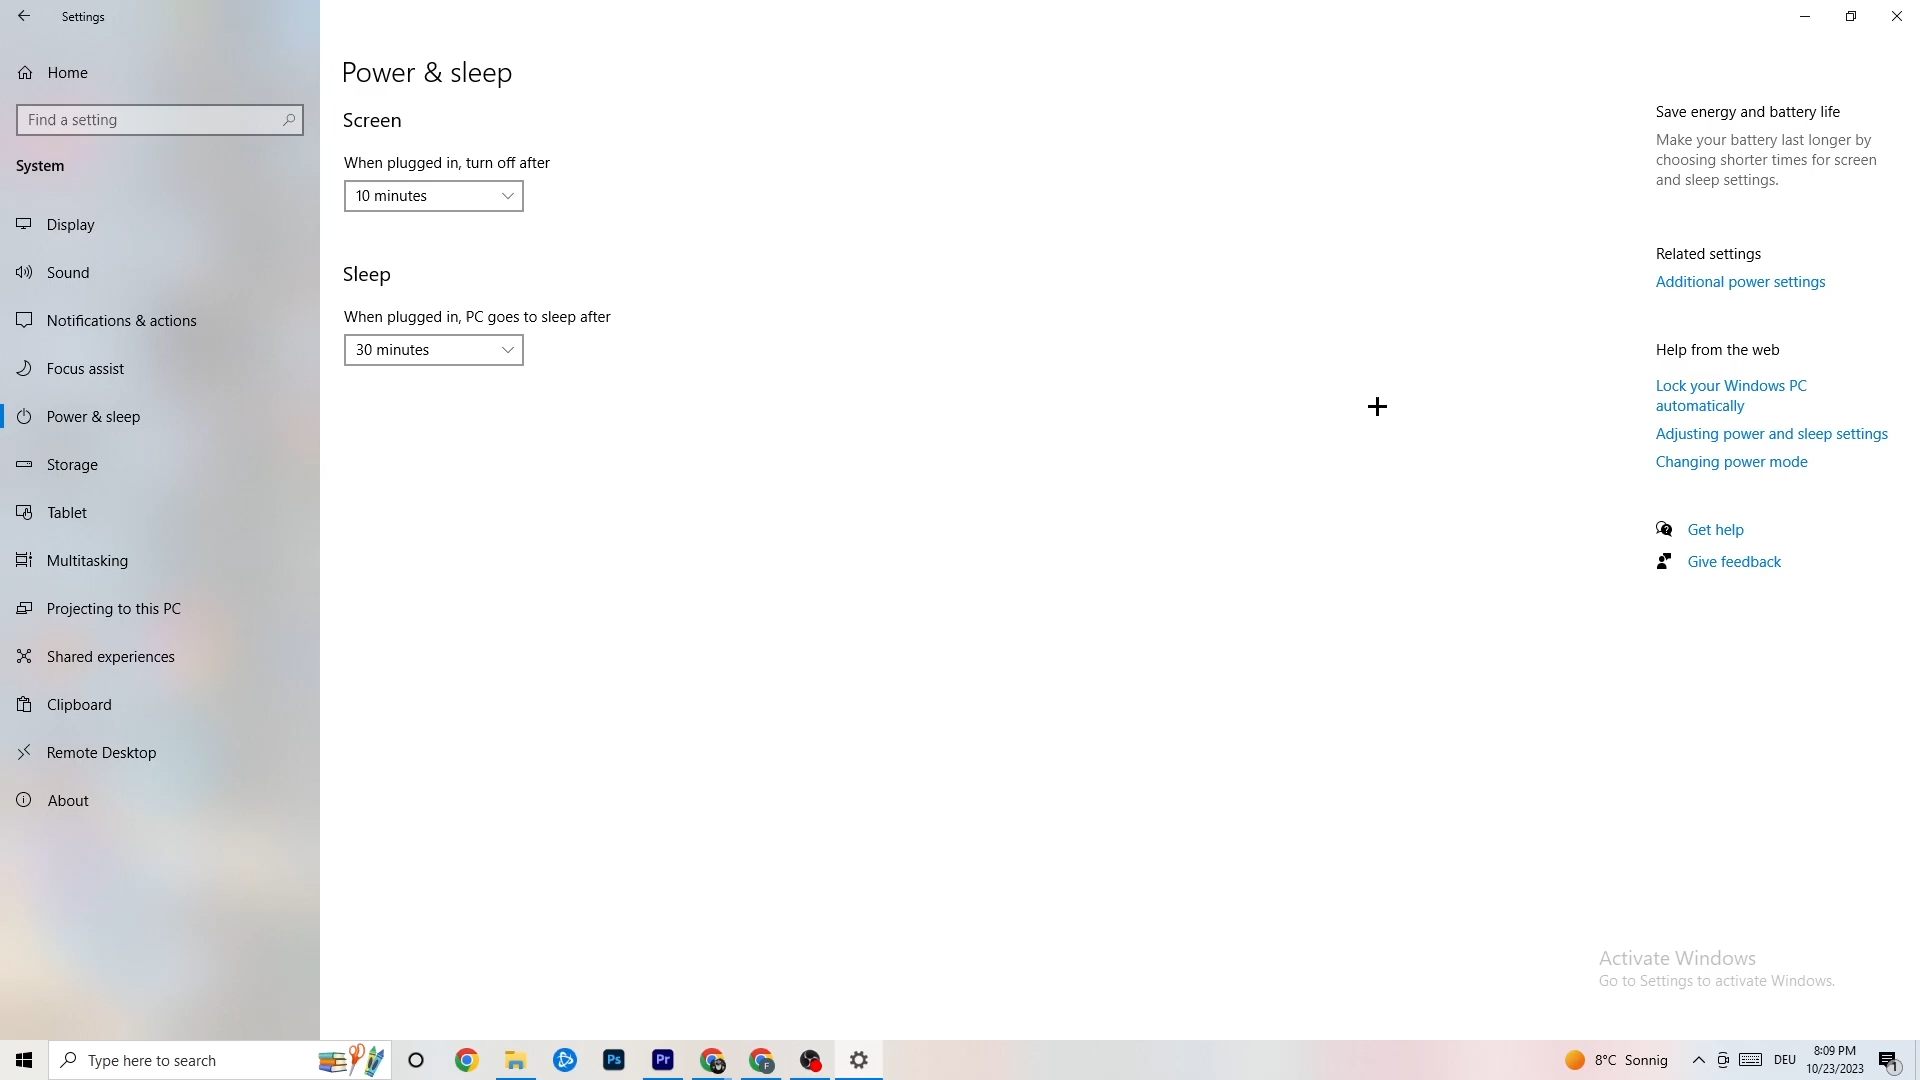 Settings
Home
Find a setting
System
Display
Sound
Notifications & actions
Focus assist
Power & sleep
Storage
Tablet
Multitasking
Projecting to this PC
Shared experiences
Clipboard
Remote Desktop
About
Power & sleep
Screen
When plugged in, turn off after
10 minutes
Sleep
When plugged in, PC goes to sleep after
30 minutes
Save energy and battery life
Make your battery last longer by
choosing shorter times for screen
and sleep settings.
Related settings
Additional power settings
Help from the web
Lock your Windows PC
automatically
Adjusting power and sleep settings
Changing power mode
Get help
Give feedback
Activate Windows
Go to Settings to activate Windows.
Type here to search
Ps
Pr
F
8°C Sonnig
DEU
8:09 PM
10/23/2023
1